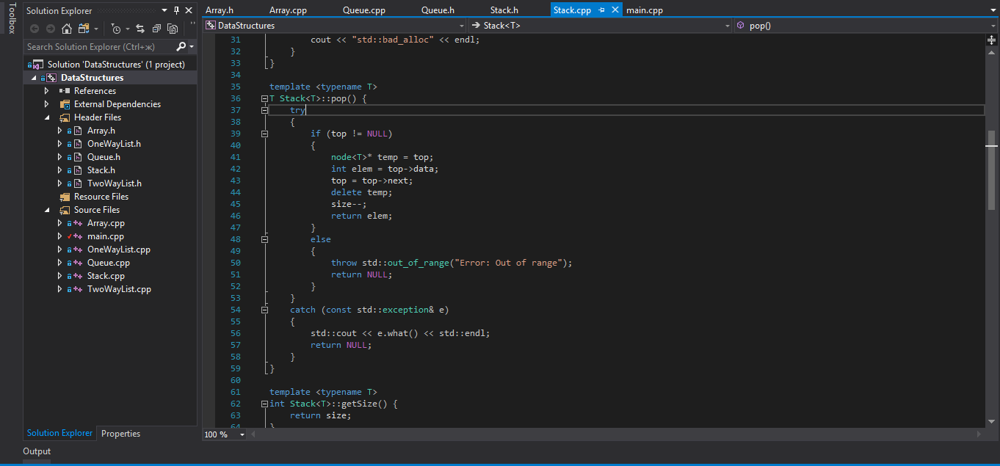 Toolbox
Solution Explorer
Search Solution Explorer (Ctrl+ж)
Solution 'DataStructures' (1 project)
DataStructures
References
External Dependencies
Header Files
Array.h
OneWayList.h
Queue.h
Stack.h
TwoWayList.h
Resource Files
Source Files
Array.cpp
main.cpp
OneWayList.cpp
Queue.cpp
Stack.cpp
TwoWayList.cpp
Solution Explorer Properties
Output
Array.h Array.cpp Queue.cpp Queue.h Stack.h Stack.cpp main.cpp
DataStructures Stack<T> pop()
31 cout << "std::bad_alloc" << endl;
32 }
33 }
34
35 template <typename T>
36 T Stack<T>::pop() {
37 try
38 {
39 if (top != NULL)
40 {
41 node<T>* temp = top;
42 int elem = top->data;
43 top = top->next;
44 delete temp;
45 size--;
46 return elem;
47 }
48 else
49 {
50 throw std::out_of_range("Error: Out of range");
51 return NULL;
52 }
53 }
54 catch (const std::exception& e)
55 {
56 std::cout << e.what() << std::endl;
57 return NULL;
58 }
59 }
60
61 template <typename T>
62 int Stack<T>::getSize() {
63 return size;
64 }
100 %